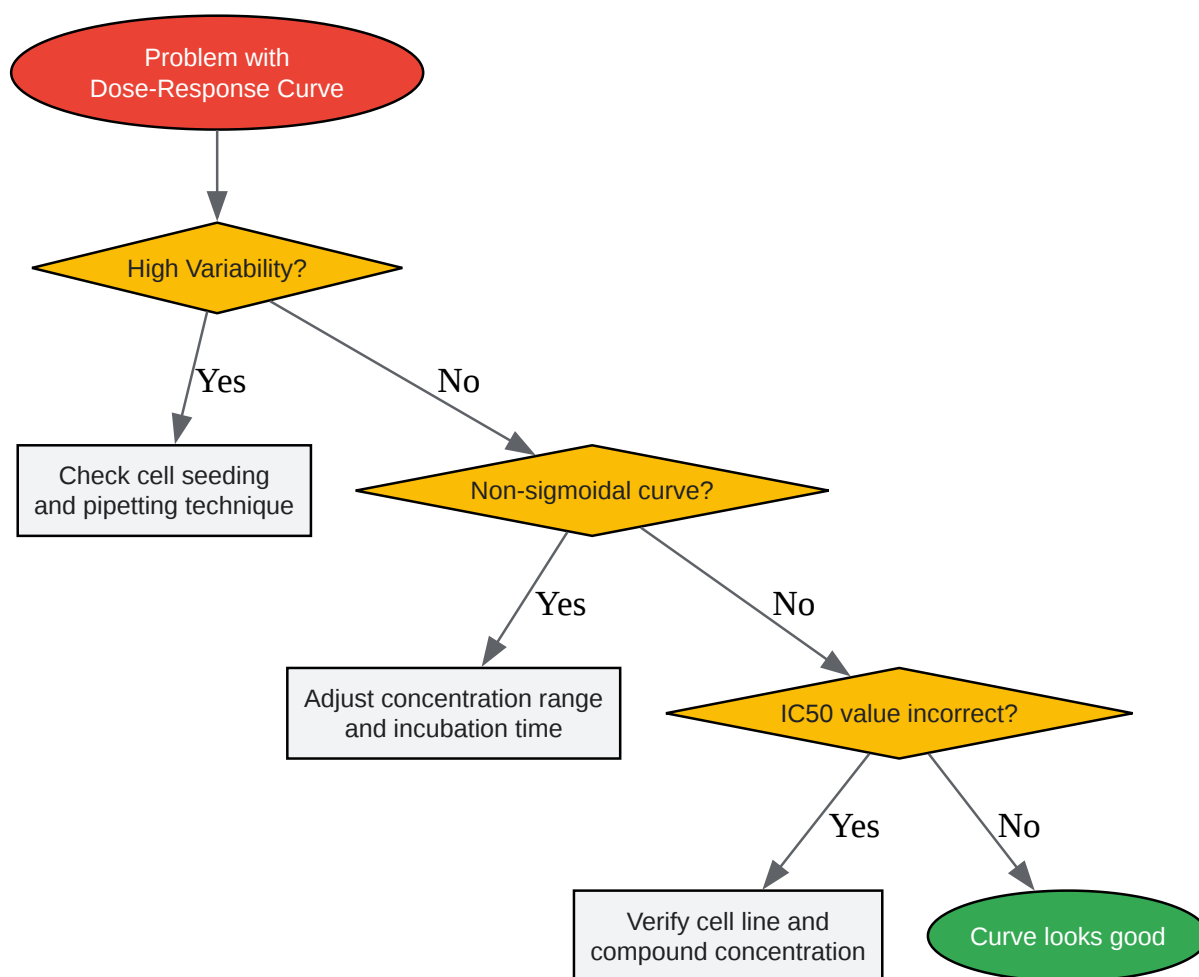 Problem with
Dose-Response Curve
High Variability?
Yes
No
Check cell seeding
and pipetting technique
Non-sigmoidal curve?
Yes
No
Adjust concentration range
and incubation time
IC50 value incorrect?
Yes
No
Verify cell line and
compound concentration
Curve looks good